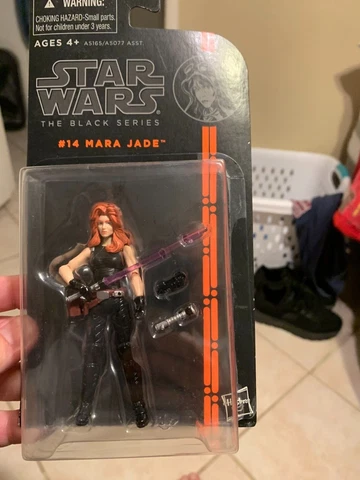 WARNING:
CHOKING HAZARD-Small parts.
Not for children under 3 years.
AGES 4+ A5165/A5077 ASST.
STAR
WARS
THE BLACK SERIES
#14 MARA JADE™